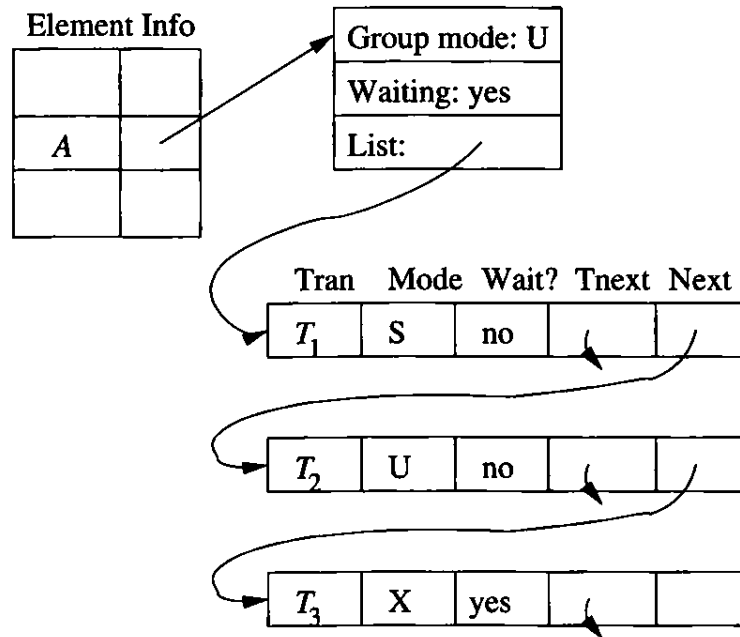 Element Info
Group mode: U
Waiting: yes
A
List:
Tran Mode Wait? Tnext Next
T1 S no
T2 U no
T3 X yes